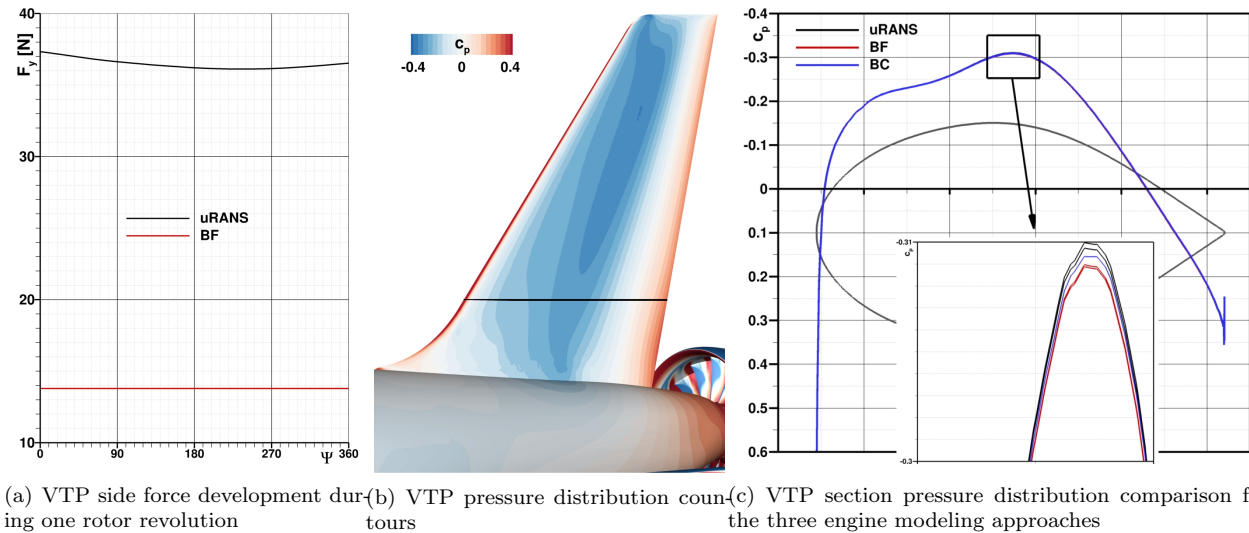 40
F_y [N]
30
20
10
uRANS
BF
0
90
180
270
Ψ
360
c_p
-0.4
0
0.4
-0.4
c_p
-0.3
-0.2
-0.1
0
0.1
0.2
0.3
0.4
0.5
0.6
uRANS
BF
BC
-0.31
c_p
-0.3
(a) VTP side force development dur-
ing one rotor revolution
(b) VTP pressure distribution coun-
tours
(c) VTP section pressure distribution comparison f
the three engine modeling approaches